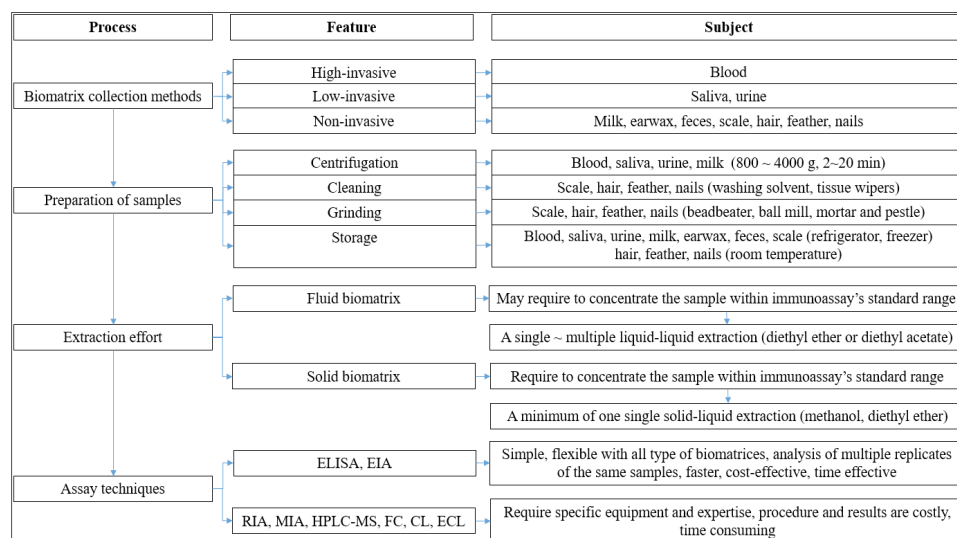 Process Feature Subject
Biomatrix collection methods
High-invasive Blood
Low-invasive Saliva, urine
Non-invasive Milk, earwax, feces, scale, hair, feather, nails
Preparation of samples
Centrifugation Blood, saliva, urine, milk (800 ~ 4000 g, 2~20 min)
Cleaning Scale, hair, feather, nails (washing solvent, tissue wipers)
Grinding Scale, hair, feather, nails (beadbeater, ball mill, mortar and pestle)
Storage Blood, saliva, urine, milk, earwax, feces, scale (refrigerator, freezer)
hair, feather, nails (room temperature)
Extraction effort
Fluid biomatrix May require to concentrate the sample within immunoassay's standard range
A single ~ multiple liquid-liquid extraction (diethyl ether or diethyl acetate)
Solid biomatrix Require to concentrate the sample within immunoassay's standard range
A minimum of one single solid-liquid extraction (methanol, diethyl ether)
Assay techniques
ELISA, EIA Simple, flexible with all type of biomatrices, analysis of multiple replicates
of the same samples, faster, cost-effective, time effective
RIA, MIA, HPLC-MS, FC, CL, ECL Require specific equipment and expertise, procedure and results are costly,
time consuming